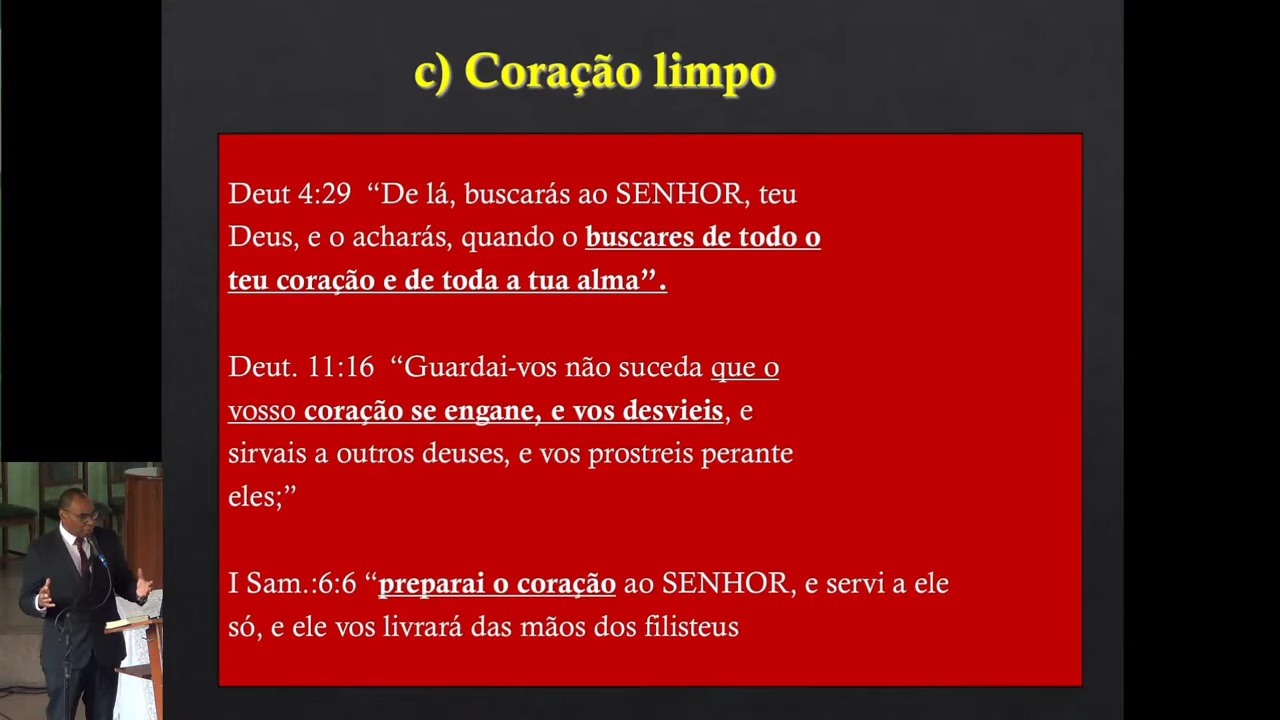 c) Coração limpo
Deut 4:29 “De lá, buscarás ao SENHOR, teu
Deus, e o acharás, quando o buscares de todo o
teu coração e de toda a tua alma”.
Deut. 11:16 “Guardai-vos não suceda que o
vosso coração se engane, e vos desvieis, e
sirvais a outros deuses, e vos prostreis perante
eles;”
I Sam.:6:6 “preparai o coração ao SENHOR, e servi a ele
só, e ele vos livrará das mãos dos filisteus